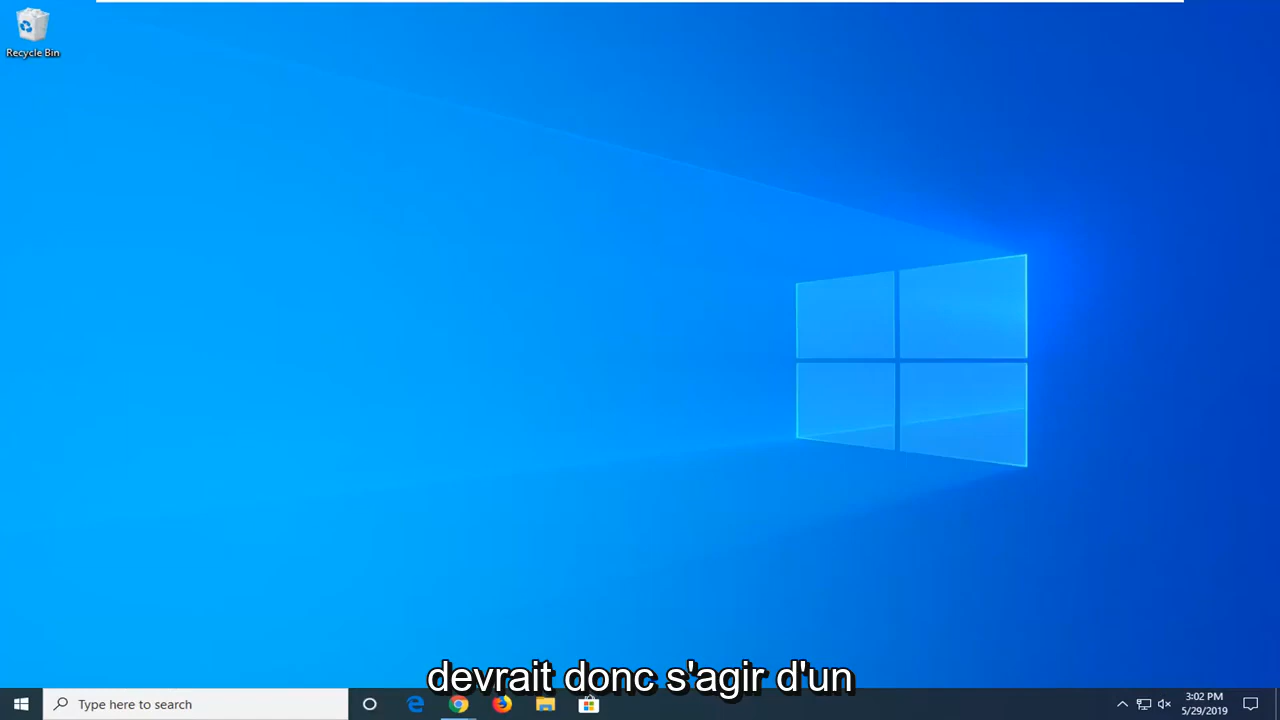 Recycle Bin
devrait donc s'agir d'un
Type here to search
3:02 PM
5/29/2019